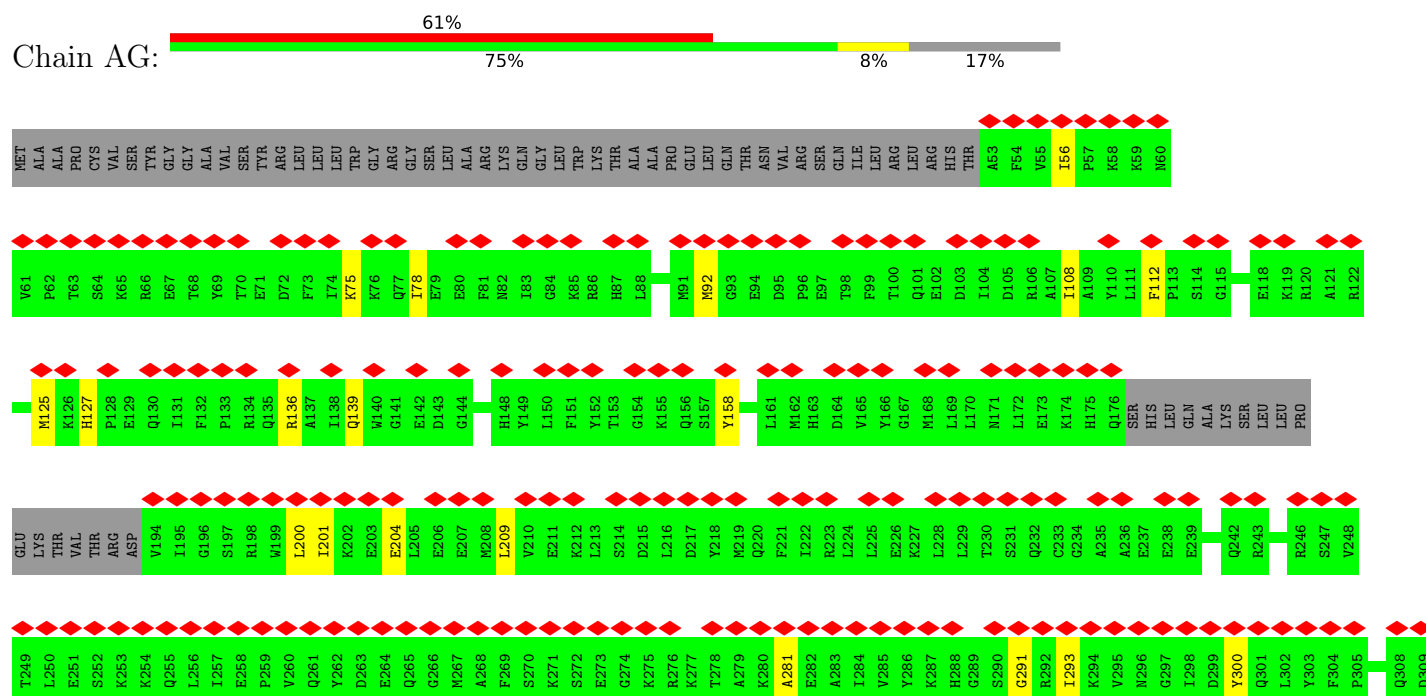 61%
Chain AG:
75% 8% 17%
MET ALA ALA PRO CYS VAL SER TYR GLY GLY ALA VAL SER TYR ARG LEU LEU LEU TRP GLY ARG GLY SER LEU ALA ARG LYS GLN GLY LEU TRP LYS THR ALA ALA PRO GLU LEU GLN THR ASN VAL ARG SER GLN ILE LEU ARG LEU ARG HIS THR A53 F54 V55 I56 P57 K58 K59 N60
V61 P62 T63 S64 K65 R66 E67 T68 Y69 T70 E71 D72 F73 I74 K75 K76 Q77 I78 E79 E80 F81 N82 I83 G84 K85 R86 H87 L88 M91 M92 G93 E94 D95 P96 E97 T98 F99 T100 Q101 E102 D103 I104 D105 R106 A107 I108 A109 Y110 L111 F112 P113 S114 G115 E118 K119 R120 A121 R122
M125 K126 H127 P128 E129 Q130 I131 F132 P133 R134 Q135 R136 A137 I138 Q139 W140 G141 E142 D143 G144 H148 Y149 L150 F151 Y152 T153 G154 K155 Q156 S157 Y158 L161 M162 H163 D164 V165 Y166 G167 M168 L169 L170 N171 L172 E173 K174 H175 Q176 SER HIS LEU GLN ALA LYS SER LEU LEU PRO
GLU LYS THR VAL THR ARG ASP V194 I195 G196 S197 R198 W199 L200 I201 K202 E203 E204 L205 E206 E207 M208 L209 V210 E211 K212 L213 S214 D215 L216 D217 Y218 M219 Q220 F221 I222 R223 L224 L225 E226 K227 L228 L229 T230 S231 Q232 C233 G234 A235 A236 E237 E238 E239 Q242 R243 R246 S247 V248
T249 L250 E251 S252 K253 K254 Q255 L256 I257 E258 P259 V260 Q261 Y262 D263 E264 Q265 G266 M267 A268 F269 S270 K271 S272 E273 G274 K275 R276 K277 T278 A279 K280 A281 E282 A283 I284 V285 Y286 K287 H288 G289 S290 G291 R292 I293 K294 V295 N296 G297 I298 D299 Y300 Q301 L302 Y303 F304 P305 Q308 D309